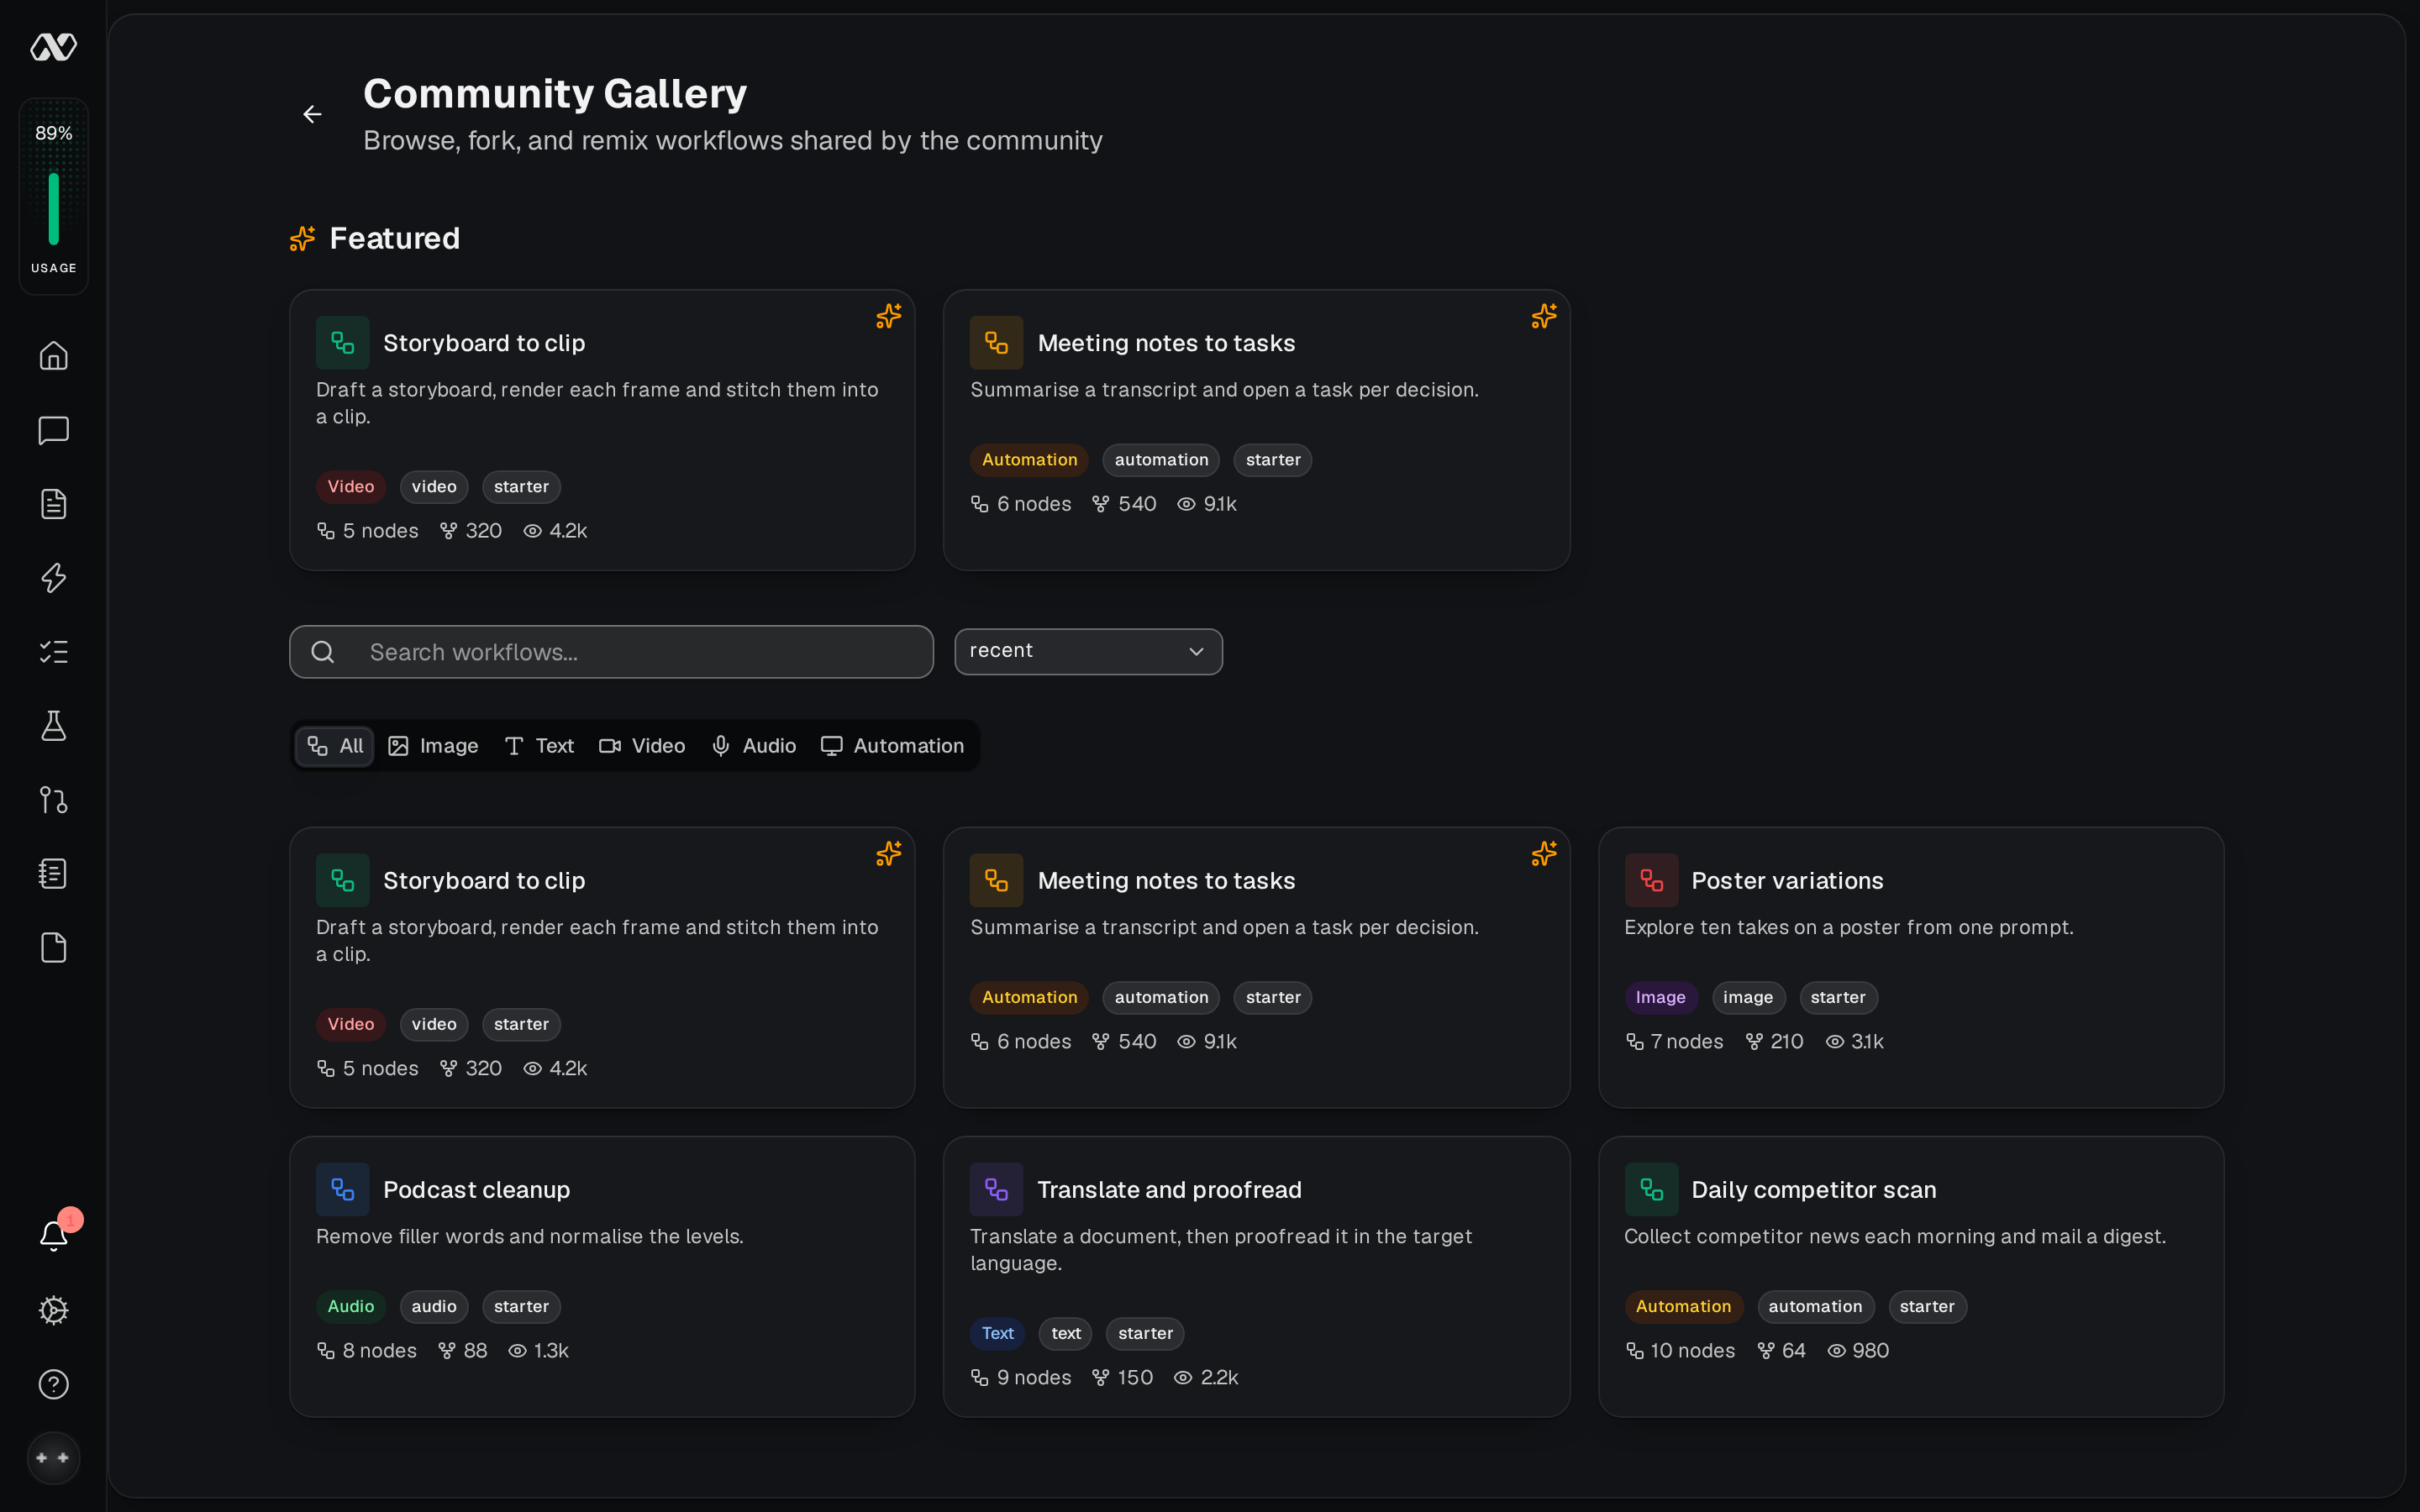 Community Gallery
Browse, fork, and remix workflows shared by the community
89%
USAGE
Featured
Storyboard to clip
Draft a storyboard, render each frame and stitch them into
a clip.
Video video starter
5 nodes 320 4.2k
Meeting notes to tasks
Summarise a transcript and open a task per decision.
Automation automation starter
6 nodes 540 9.1k
Search workflows...
recent
All Image Text Video Audio Automation
Storyboard to clip
Draft a storyboard, render each frame and stitch them into
a clip.
Video video starter
5 nodes 320 4.2k
Meeting notes to tasks
Summarise a transcript and open a task per decision.
Automation automation starter
6 nodes 540 9.1k
Poster variations
Explore ten takes on a poster from one prompt.
Image image starter
7 nodes 210 3.1k
Podcast cleanup
Remove filler words and normalise the levels.
Audio audio starter
8 nodes 88 1.3k
Translate and proofread
Translate a document, then proofread it in the target
language.
Text text starter
9 nodes 150 2.2k
Daily competitor scan
Collect competitor news each morning and mail a digest.
Automation automation starter
10 nodes 64 980
1